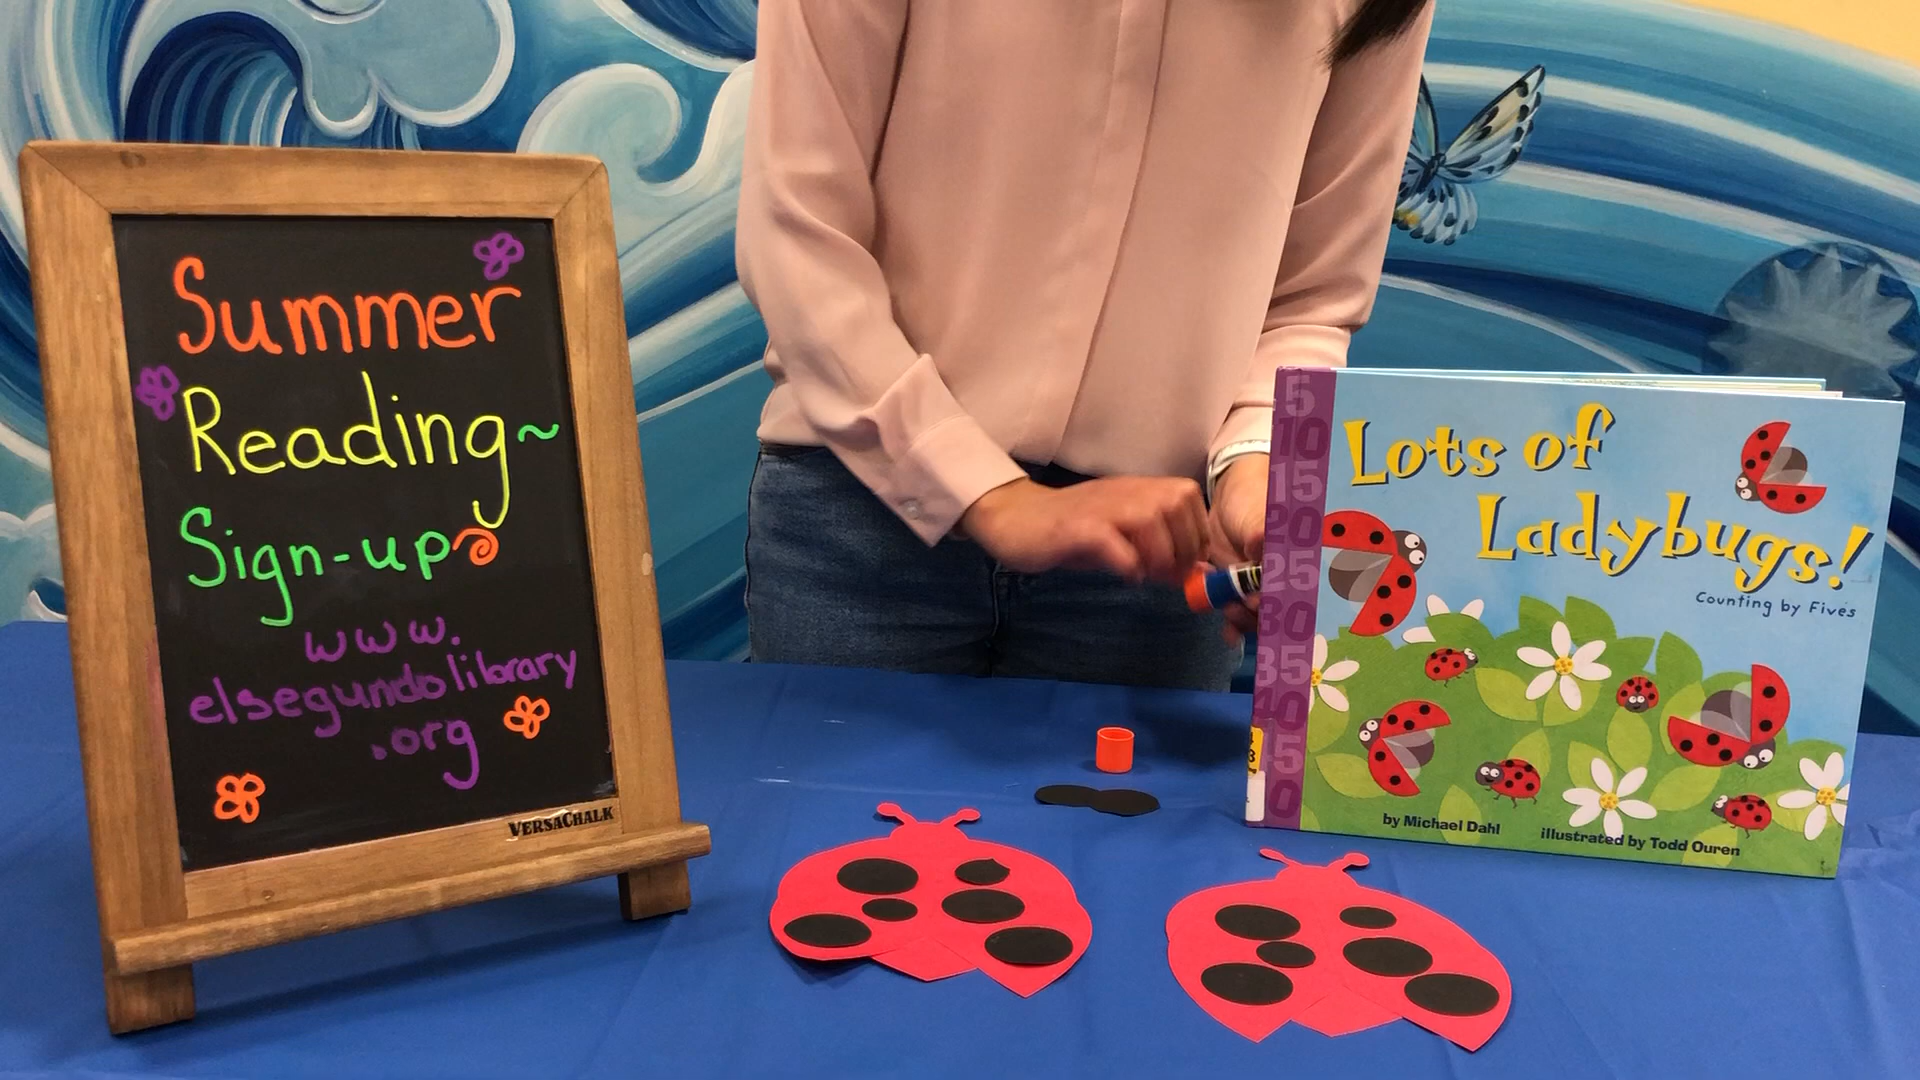 Summer
Reading~
Sign-up
www.
elsegundolibrary
.org
VERSACHALK
5
10
15
20
25
30
35
40
45
Lots of
Ladybugs!
Counting by Fives
by Michael Dahl
illustrated by Todd Ouren